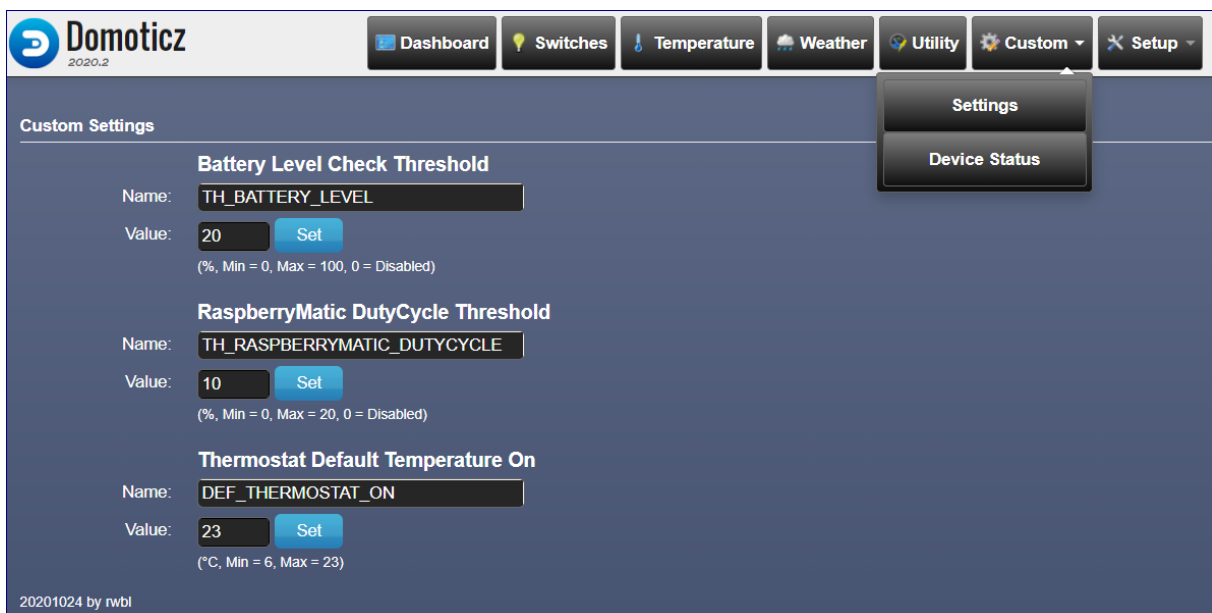 Domoticz
2020.2
Dashboard Switches Temperature Weather Utility Custom Setup
Settings
Device Status
Custom Settings
Battery Level Check Threshold
Name: TH_BATTERY_LEVEL
Value: 20 Set
(%, Min = 0, Max = 100, 0 = Disabled)
RaspberryMatic DutyCycle Threshold
Name: TH_RASPBERRYMATIC_DUTYCYCLE
Value: 10 Set
(%, Min = 0, Max = 20, 0 = Disabled)
Thermostat Default Temperature On
Name: DEF_THERMOSTAT_ON
Value: 23 Set
(°C, Min = 6, Max = 23)
20201024 by rwbl